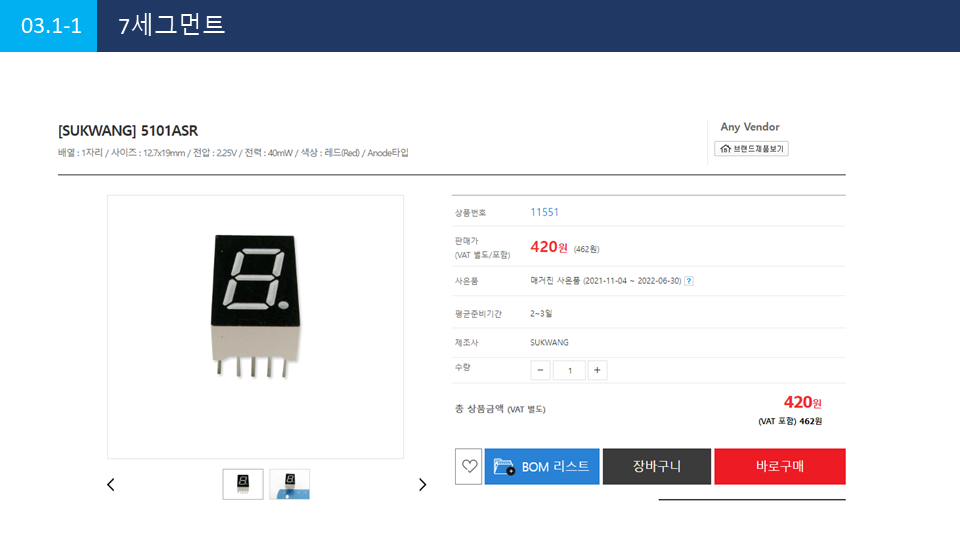 03.1-1
7세그먼트
[SUKWANG] 5101ASR
배열 : 1자리 / 사이즈 : 12.7x19mm / 전압 : 2.25V / 전력 : 40mW / 색상 : 레드(Red) / Anode타입
Any Vendor
브랜드제품보기
상품번호 11551
판매가 420원 (462원)
(VAT 별도/포함)
사은품 매거진 사은품 (2021-11-04 ~ 2022-06-30) ?
평균준비기간 2~3일
제조사 SUKWANG
수량 − 1 +
총 상품금액 (VAT 별도) 420원
(VAT 포함) 462원
BOM 리스트 장바구니 바로구매